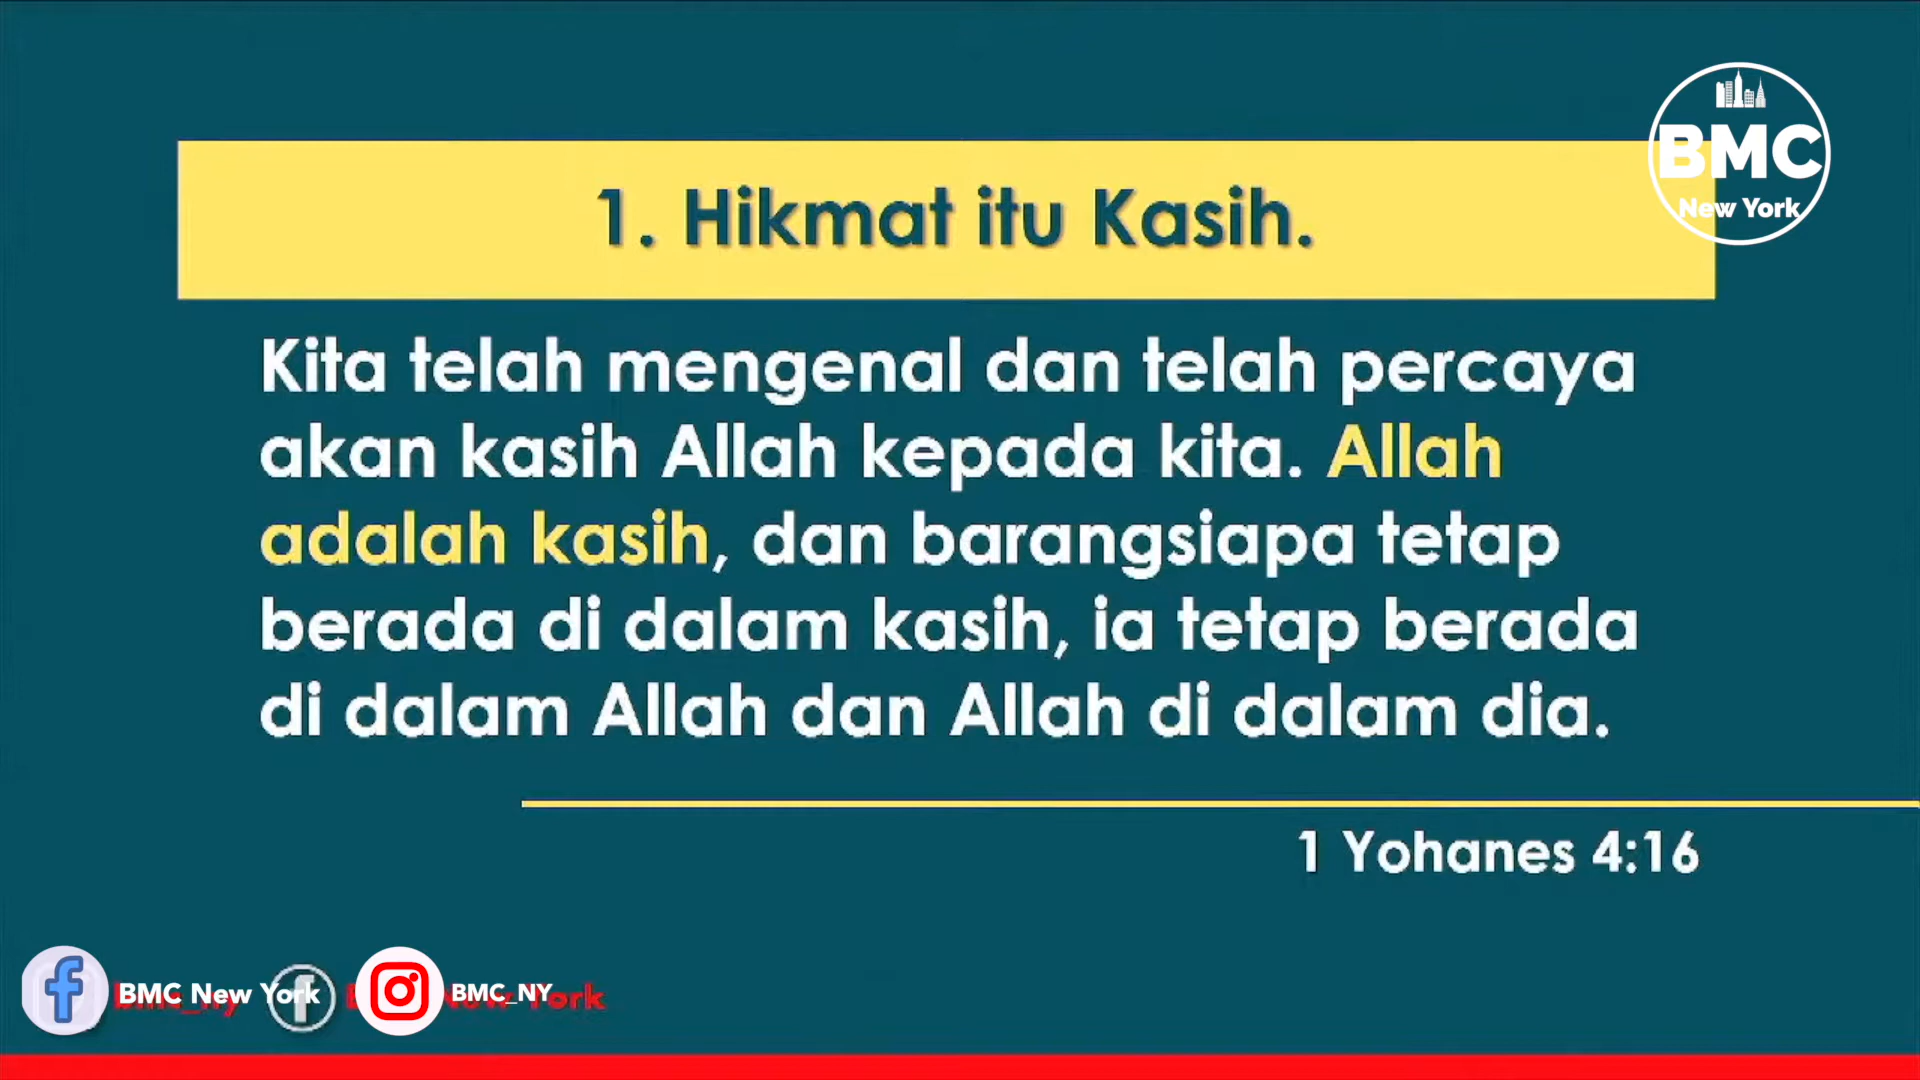 BMC
New York
1. Hikmat itu Kasih.
Kita telah mengenal dan telah percaya
akan kasih Allah kepada kita. Allah
adalah kasih, dan barangsiapa tetap
berada di dalam kasih, ia tetap berada
di dalam Allah dan Allah di dalam dia.
1 Yohanes 4:16
BMC New York BMC_NY